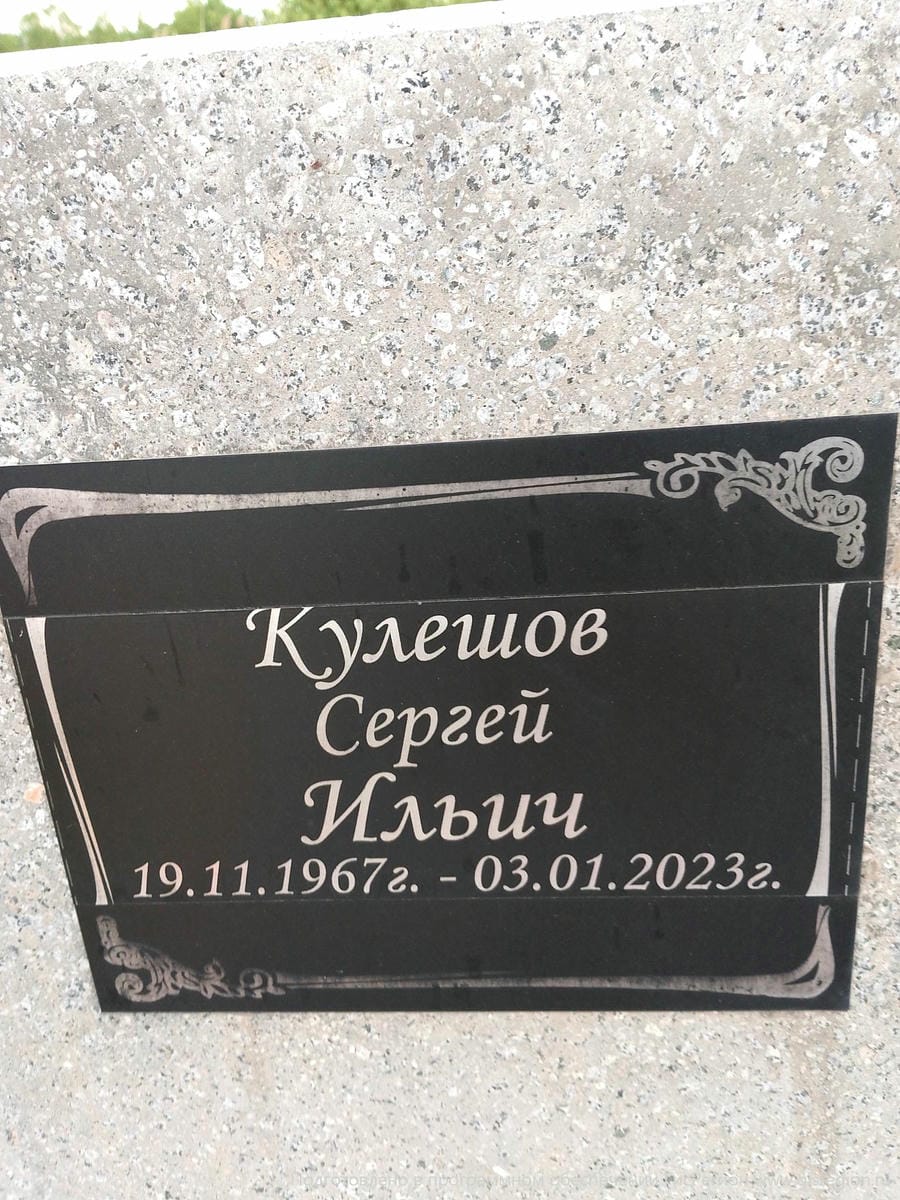 Кулешов
Сергей
Ильич
19.11.1967г. - 03.01.2023г.